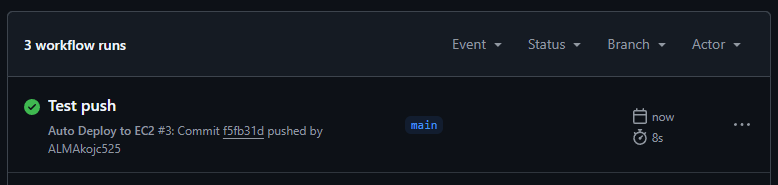 3 workflow runs
Event Status Branch Actor
Test push
Auto Deploy to EC2 #3: Commit f5fb31d pushed by
ALMAkojc525
main
now
8s